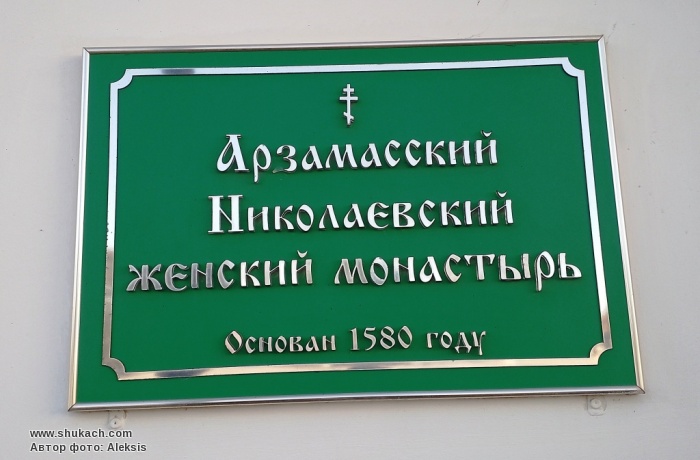 Арзамасский
Николаевский
женский монастырь
Основан 1580 году
www.shukach.com
Автор фото: Aleksis